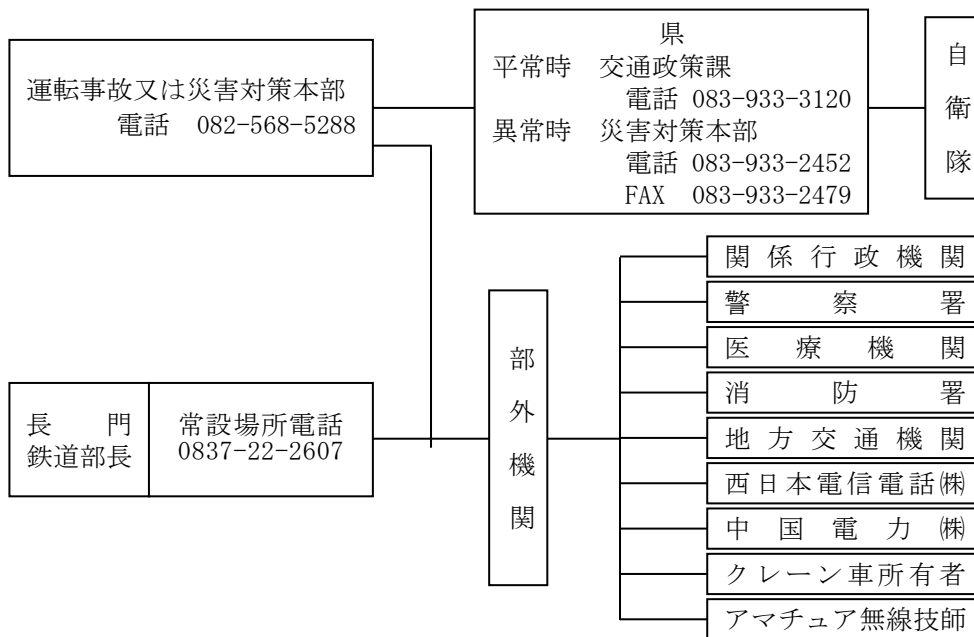 運転事故又は災害対策本部
電話 082-568-5288
県
平常時 交通政策課
電話 083-933-3120
異常時 災害対策本部
電話 083-933-2452
FAX 083-933-2479
自衛隊
長門
鉄道部長
常設場所電話
0837-22-2607
部外機関
関係行政機関
警察署
医療機関
消防署
地方交通機関
西日本電信電話㈱
中国電力㈱
クレーン車所有者
アマチュア無線技師